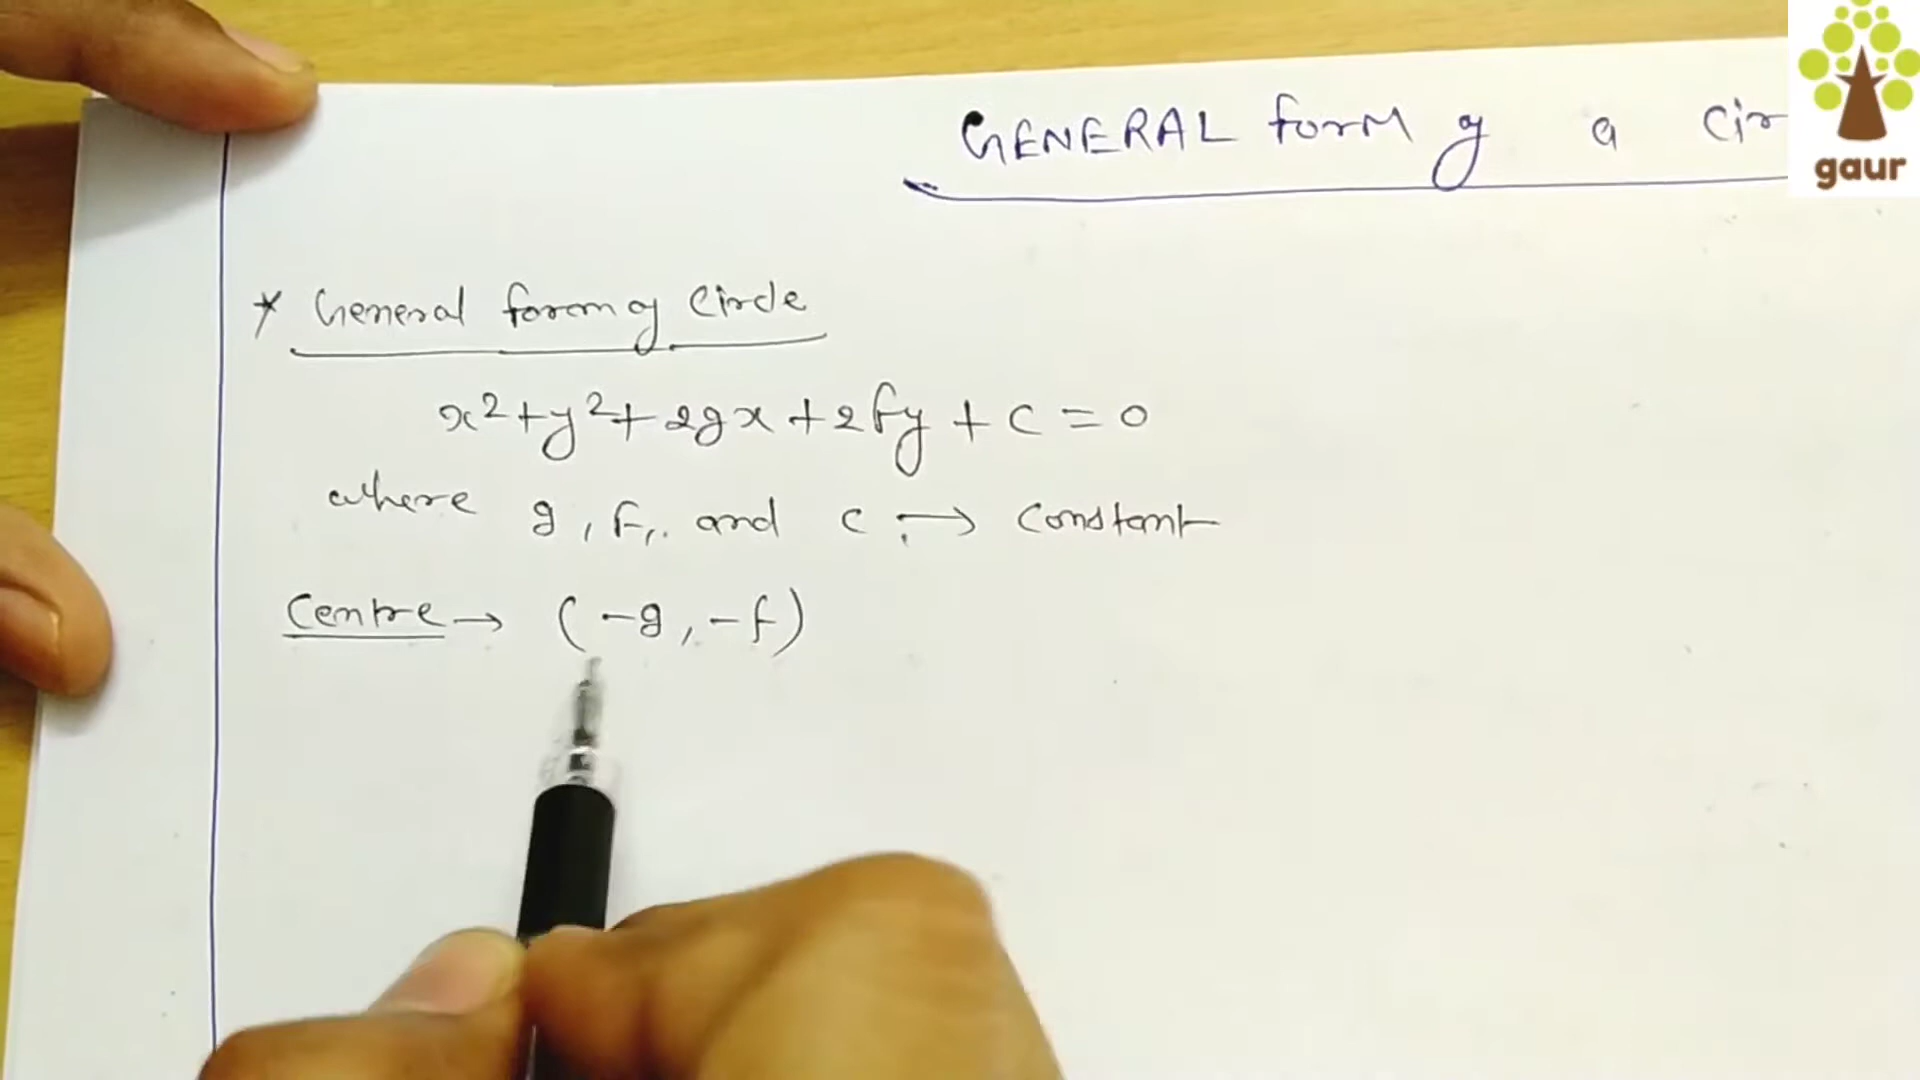 GENERAL form of a Cir
gaur
* General form of Circle
x²+y²+2gx+2fy+c=0
where g, f, and c → constant
Centre → (-g, -f)